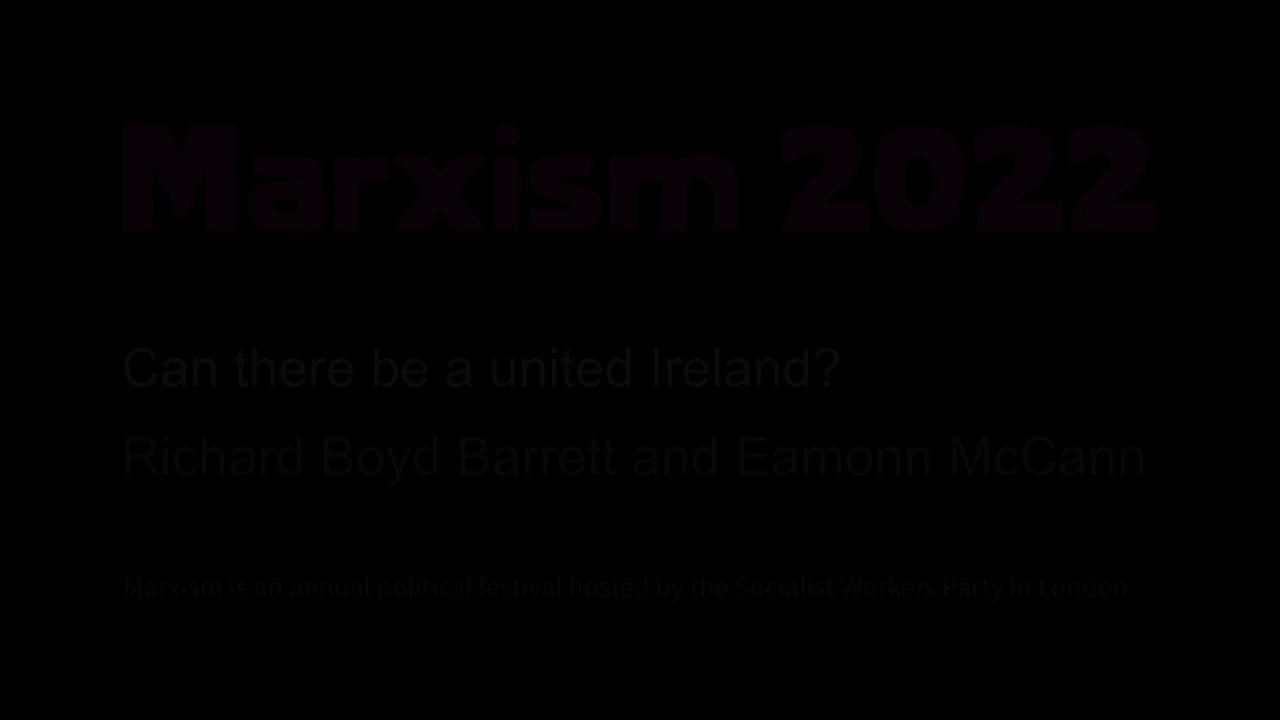 Marxism 2022
Can there be a united Ireland?
Richard Boyd Barrett and Eamonn McCann
Marxism is an annual political festival hosted by the Socialist Workers Party in London